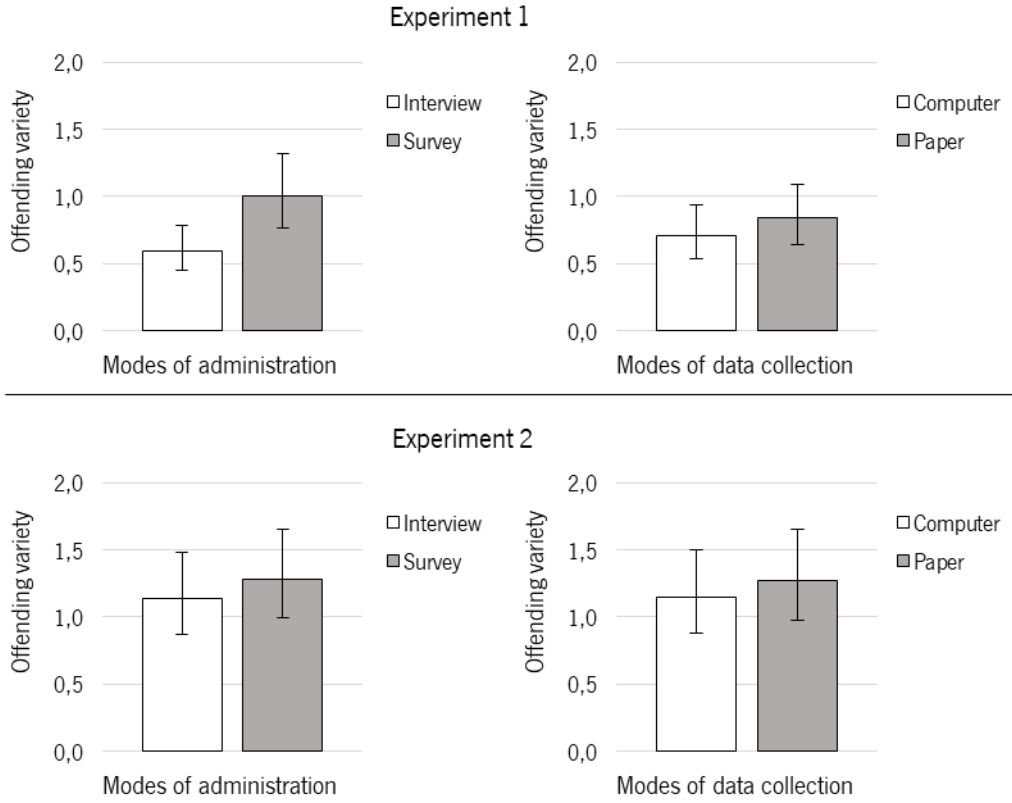 Experiment 1
Offending variety
2,0
1,5
1,0
0,5
0,0
Interview
Survey
Modes of administration
Offending variety
2,0
1,5
1,0
0,5
0,0
Computer
Paper
Modes of data collection
Experiment 2
Offending variety
2,0
1,5
1,0
0,5
0,0
Interview
Survey
Modes of administration
Offending variety
2,0
1,5
1,0
0,5
0,0
Computer
Paper
Modes of data collection